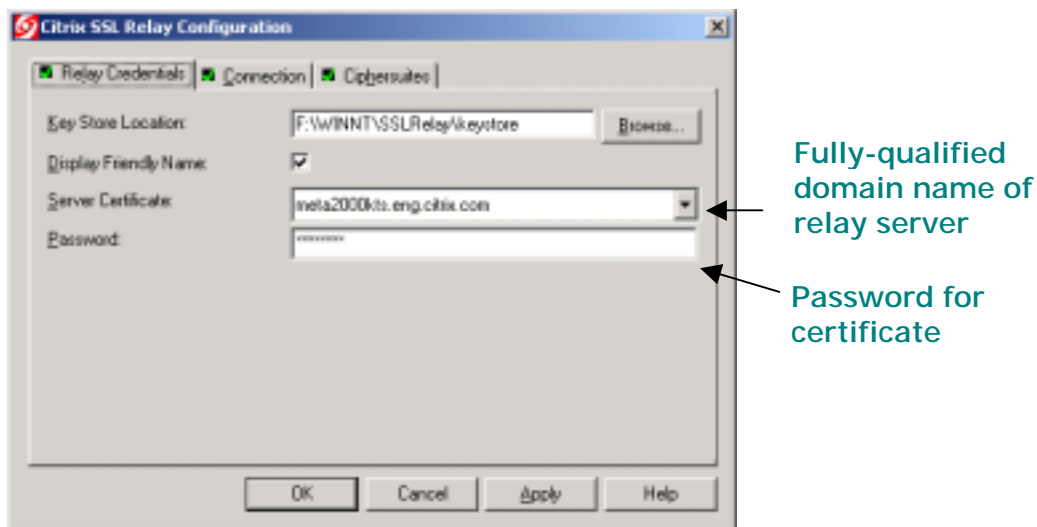 Citrix SSL Relay Configuration
Relay Credentials Connection Ciphersuites
Key Store Location: F:\WINNT\SSLRelay\keystore Browse...
Display Friendly Name:
Server Certificate: meta2000kts.eng.citrix.com
Password: ********
Fully-qualified
domain name of
relay server
Password for
certificate
OK Cancel Apply Help